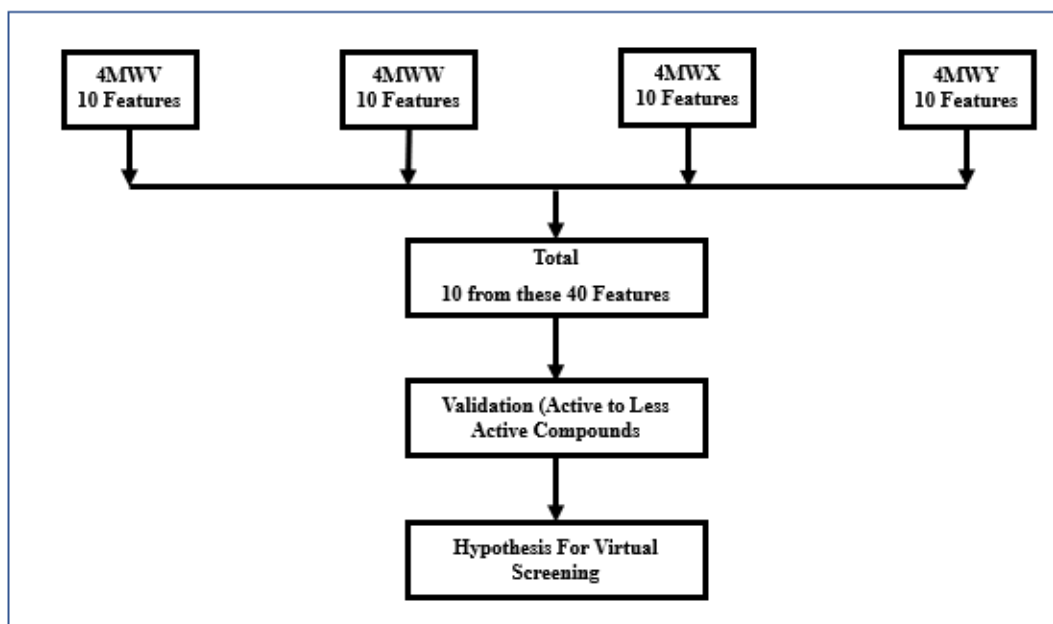 4MWV
10 Features
4MWW
10 Features
4MWX
10 Features
4MWY
10 Features
Total
10 from these 40 Features
Validation (Active to Less
Active Compounds
Hypothesis For Virtual
Screening